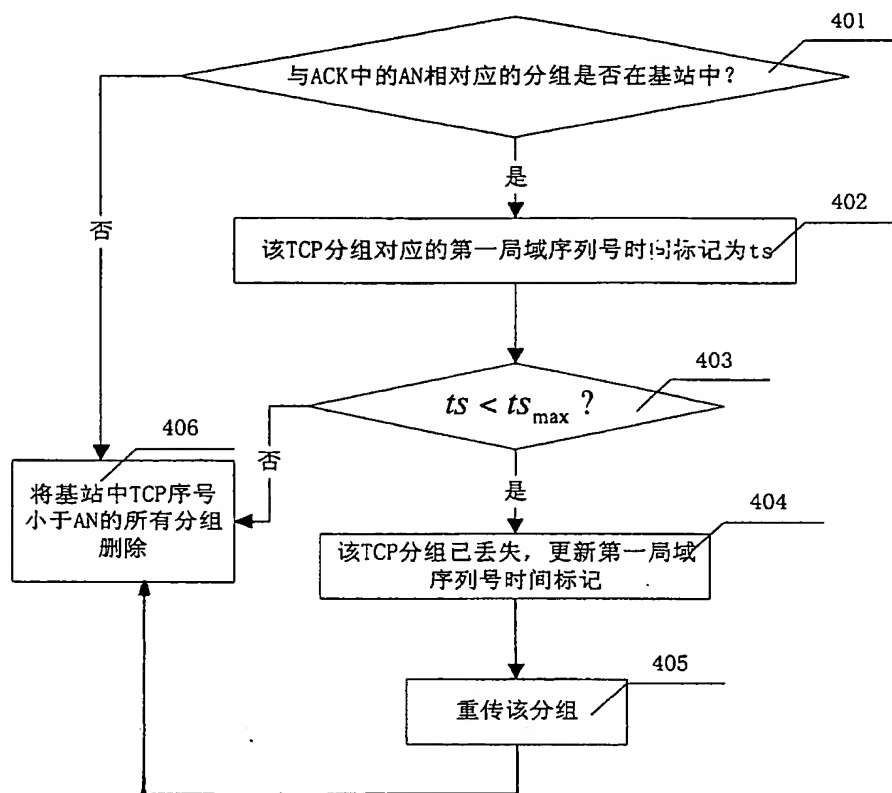 401
与ACK中的AN相对应的分组是否在基站中？
是
否
402
该TCP分组对应的第一局域序列号时间标记为ts
403
ts < ts_max ?
否
是
406
将基站中TCP序号
小于AN的所有分组
删除
404
该TCP分组已丢失，更新第一局域
序列号时间标记
405
重传该分组